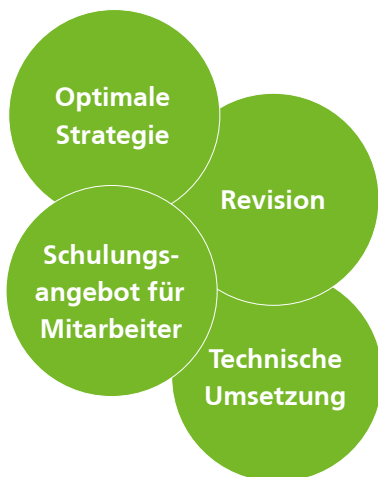 Optimale
Strategie
Revision
Schulungs-
angebot für
Mitarbeiter
Technische
Umsetzung